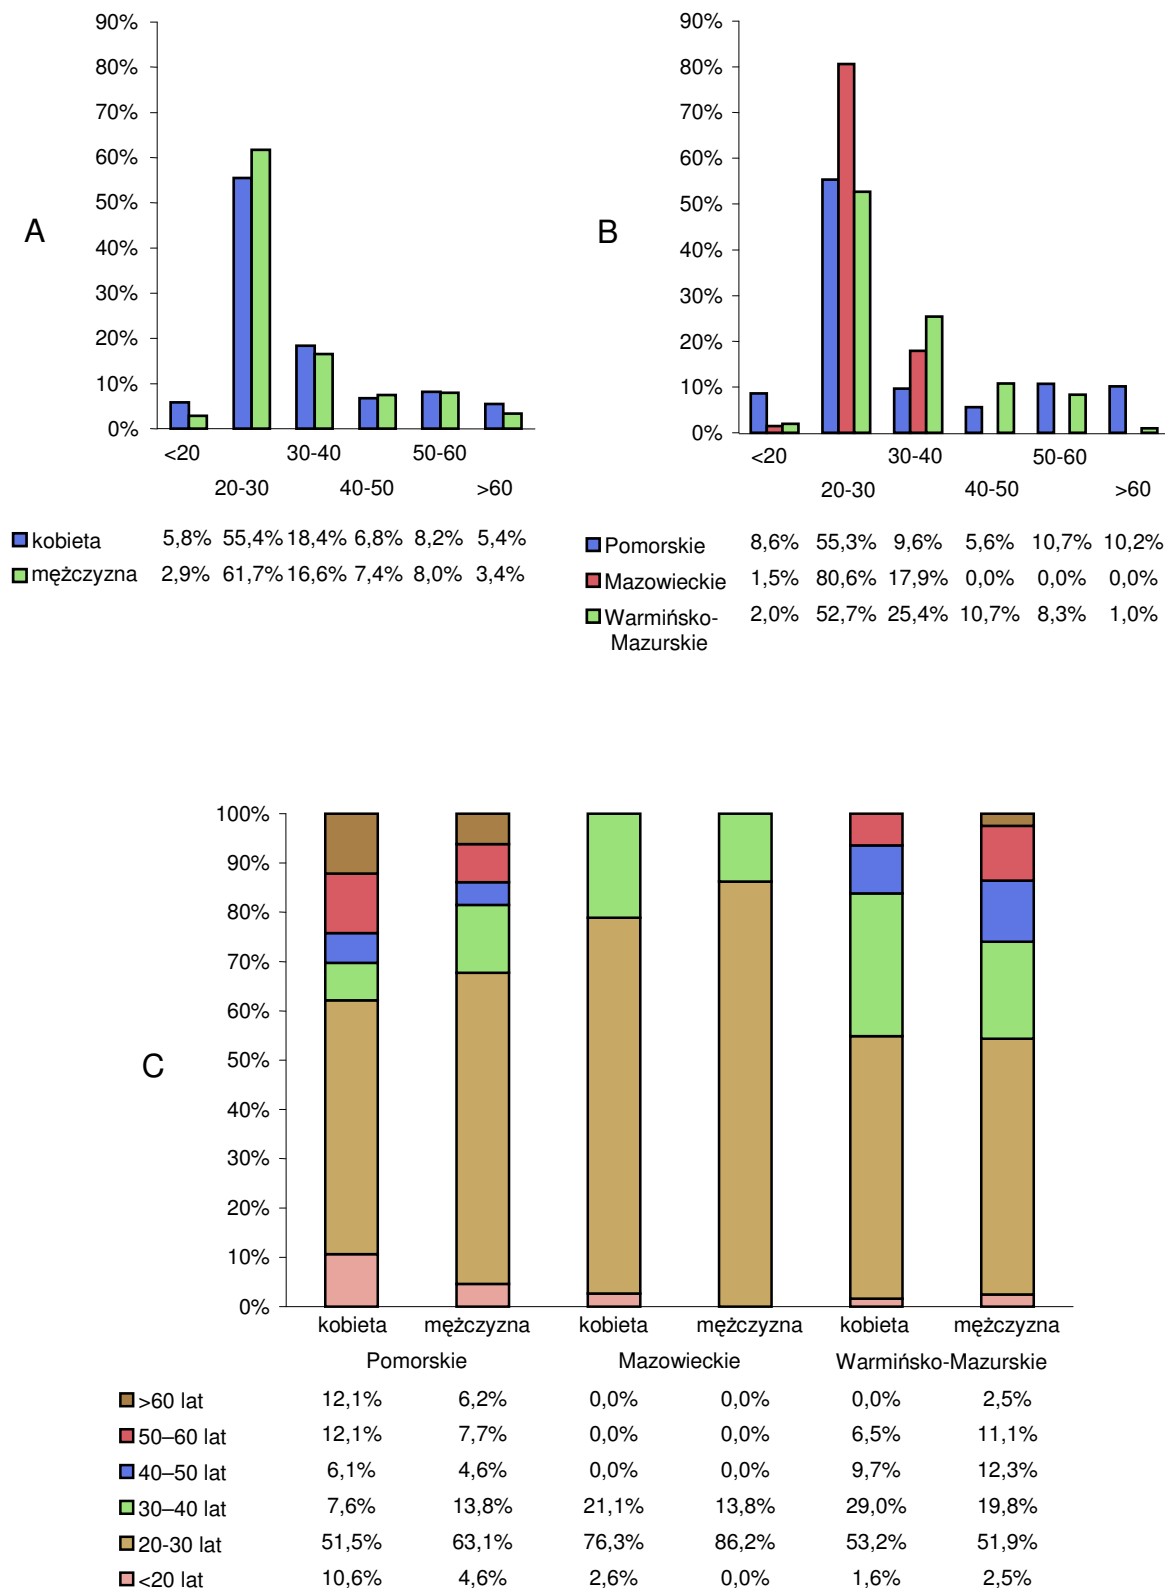 A
90%
80%
70%
60%
50%
40%
30%
20%
10%
0%
<20 30-40 50-60
20-30 40-50 >60
kobieta 5,8% 55,4% 18,4% 6,8% 8,2% 5,4%
mężczyzna 2,9% 61,7% 16,6% 7,4% 8,0% 3,4%
B
90%
80%
70%
60%
50%
40%
30%
20%
10%
0%
<20 30-40 50-60
20-30 40-50 >60
Pomorskie 8,6% 55,3% 9,6% 5,6% 10,7% 10,2%
Mazowieckie 1,5% 80,6% 17,9% 0,0% 0,0% 0,0%
Warmińsko- 2,0% 52,7% 25,4% 10,7% 8,3% 1,0%
Mazurskie
C
100%
90%
80%
70%
60%
50%
40%
30%
20%
10%
0%
kobieta mężczyzna kobieta mężczyzna kobieta mężczyzna
Pomorskie Mazowieckie Warmińsko-Mazurskie
>60 lat 12,1% 6,2% 0,0% 0,0% 0,0% 2,5%
50–60 lat 12,1% 7,7% 0,0% 0,0% 6,5% 11,1%
40–50 lat 6,1% 4,6% 0,0% 0,0% 9,7% 12,3%
30–40 lat 7,6% 13,8% 21,1% 13,8% 29,0% 19,8%
20-30 lat 51,5% 63,1% 76,3% 86,2% 53,2% 51,9%
<20 lat 10,6% 4,6% 2,6% 0,0% 1,6% 2,5%